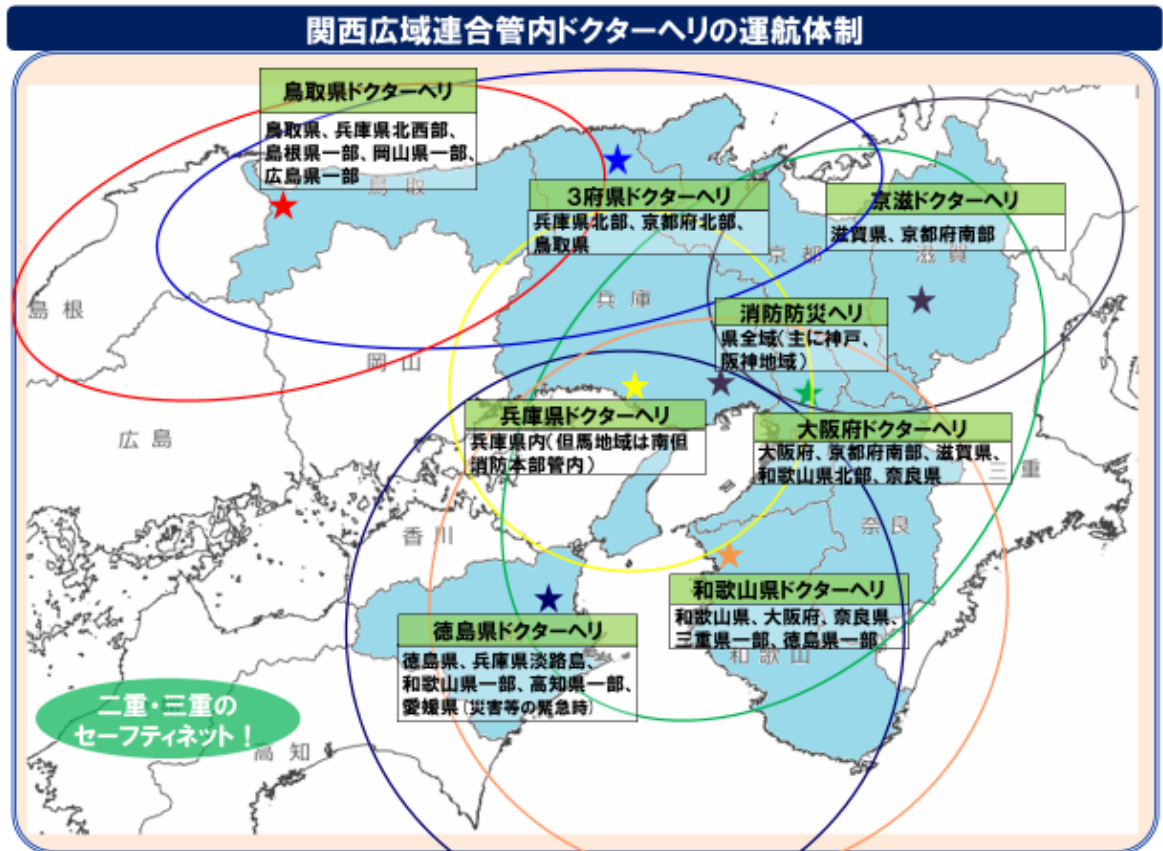 関西広域連合管内ドクターヘリの運航体制
鳥取県ドクターヘリ
鳥取県、兵庫県北西部、
島根県一部、岡山県一部、
広島県一部
鳥取
3府県ドクターヘリ
兵庫県北部、京都府北部、
鳥取県
京滋ドクターヘリ
滋賀県、京都府南部
京都
滋賀
島根
兵庫
消防防災ヘリ
県全域(主に神戸、
阪神地域)
岡山
広島
兵庫県ドクターヘリ
兵庫県内(但馬地域は南但
消防本部管内)
大阪府ドクターヘリ
大阪府、京都府南部、滋賀県、
和歌山県北部、奈良県
三重
香川
奈良
和歌山県ドクターヘリ
和歌山県、大阪府、奈良県、
三重県一部、徳島県一部
和歌山
徳島県ドクターヘリ
徳島県、兵庫県淡路島、
和歌山県一部、高知県一部、
愛媛県(災害等の緊急時)
二重・三重の
セーフティネット！
高知